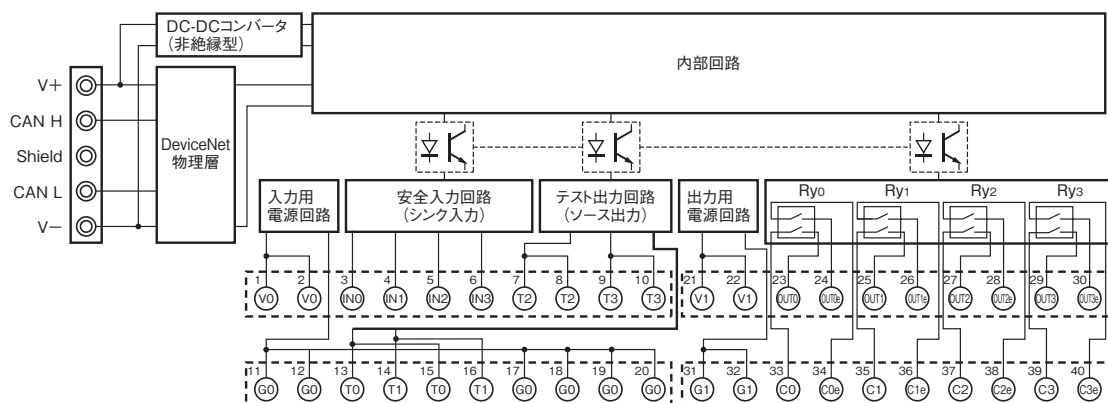 DC-DCコンバータ
（非絶縁型）
内部回路
V＋
CAN H
Shield
CAN L
V－
DeviceNet
物理層
入力用
電源回路
安全入力回路
（シンク入力）
テスト出力回路
（ソース出力）
出力用
電源回路
Ry0 Ry1 Ry2 Ry3
1 2 3 4 5 6 7 8 9 10
V0 V0 IN0 IN1 IN2 IN3 T2 T2 T3 T3
21 22 23 24 25 26 27 28 29 30
V1 V1 OUT0 OUT0e OUT1 OUT1e OUT2 OUT2e OUT3 OUT3e
11 12 13 14 15 16 17 18 19 20
G0 G0 T0 T1 T0 T1 G0 G0 G0 G0
31 32 33 34 35 36 37 38 39 40
G1 G1 C0 C0e C1 C1e C2 C2e C3 C3e